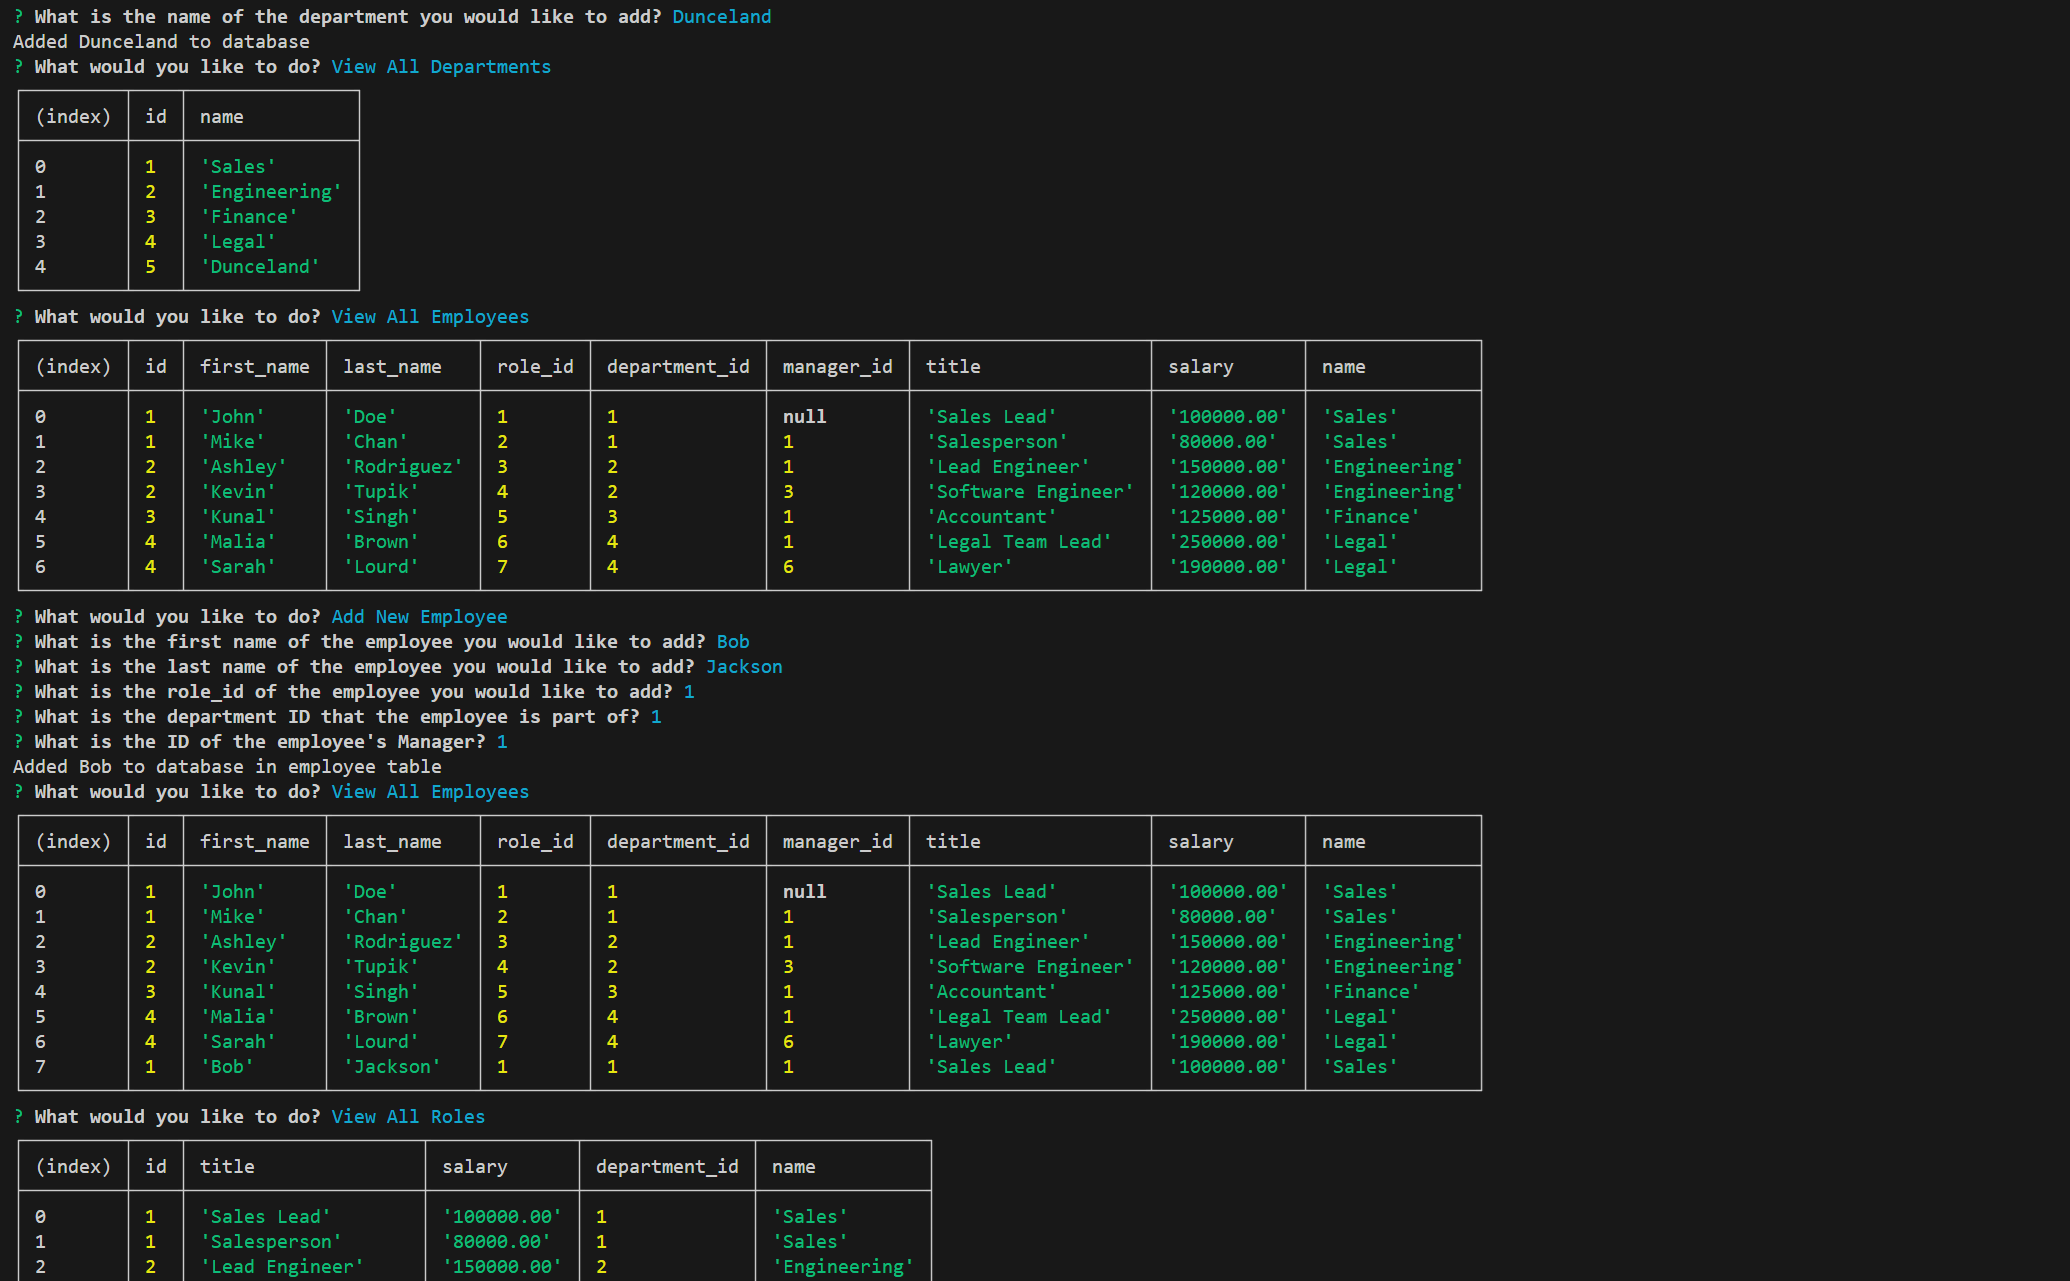 ? What is the name of the department you would like to add? Dunceland
Added Dunceland to database
? What would you like to do? View All Departments
(index) id name
0 1 'Sales'
1 2 'Engineering'
2 3 'Finance'
3 4 'Legal'
4 5 'Dunceland'
? What would you like to do? View All Employees
(index) id first_name last_name role_id department_id manager_id title salary name
0 1 'John' 'Doe' 1 1 null 'Sales Lead' '100000.00' 'Sales'
1 1 'Mike' 'Chan' 2 1 1 'Salesperson' '80000.00' 'Sales'
2 2 'Ashley' 'Rodriguez' 3 2 1 'Lead Engineer' '150000.00' 'Engineering'
3 2 'Kevin' 'Tupik' 4 2 3 'Software Engineer' '120000.00' 'Engineering'
4 3 'Kunal' 'Singh' 5 3 1 'Accountant' '125000.00' 'Finance'
5 4 'Malia' 'Brown' 6 4 1 'Legal Team Lead' '250000.00' 'Legal'
6 4 'Sarah' 'Lourd' 7 4 6 'Lawyer' '190000.00' 'Legal'
? What would you like to do? Add New Employee
? What is the first name of the employee you would like to add? Bob
? What is the last name of the employee you would like to add? Jackson
? What is the role_id of the employee you would like to add? 1
? What is the department ID that the employee is part of? 1
? What is the ID of the employee's Manager? 1
Added Bob to database in employee table
? What would you like to do? View All Employees
(index) id first_name last_name role_id department_id manager_id title salary name
0 1 'John' 'Doe' 1 1 null 'Sales Lead' '100000.00' 'Sales'
1 1 'Mike' 'Chan' 2 1 1 'Salesperson' '80000.00' 'Sales'
2 2 'Ashley' 'Rodriguez' 3 2 1 'Lead Engineer' '150000.00' 'Engineering'
3 2 'Kevin' 'Tupik' 4 2 3 'Software Engineer' '120000.00' 'Engineering'
4 3 'Kunal' 'Singh' 5 3 1 'Accountant' '125000.00' 'Finance'
5 4 'Malia' 'Brown' 6 4 1 'Legal Team Lead' '250000.00' 'Legal'
6 4 'Sarah' 'Lourd' 7 4 6 'Lawyer' '190000.00' 'Legal'
7 1 'Bob' 'Jackson' 1 1 1 'Sales Lead' '100000.00' 'Sales'
? What would you like to do? View All Roles
(index) id title salary department_id name
0 1 'Sales Lead' '100000.00' 1 'Sales'
1 1 'Salesperson' '80000.00' 1 'Sales'
2 2 'Lead Engineer' '150000.00' 2 'Engineering'